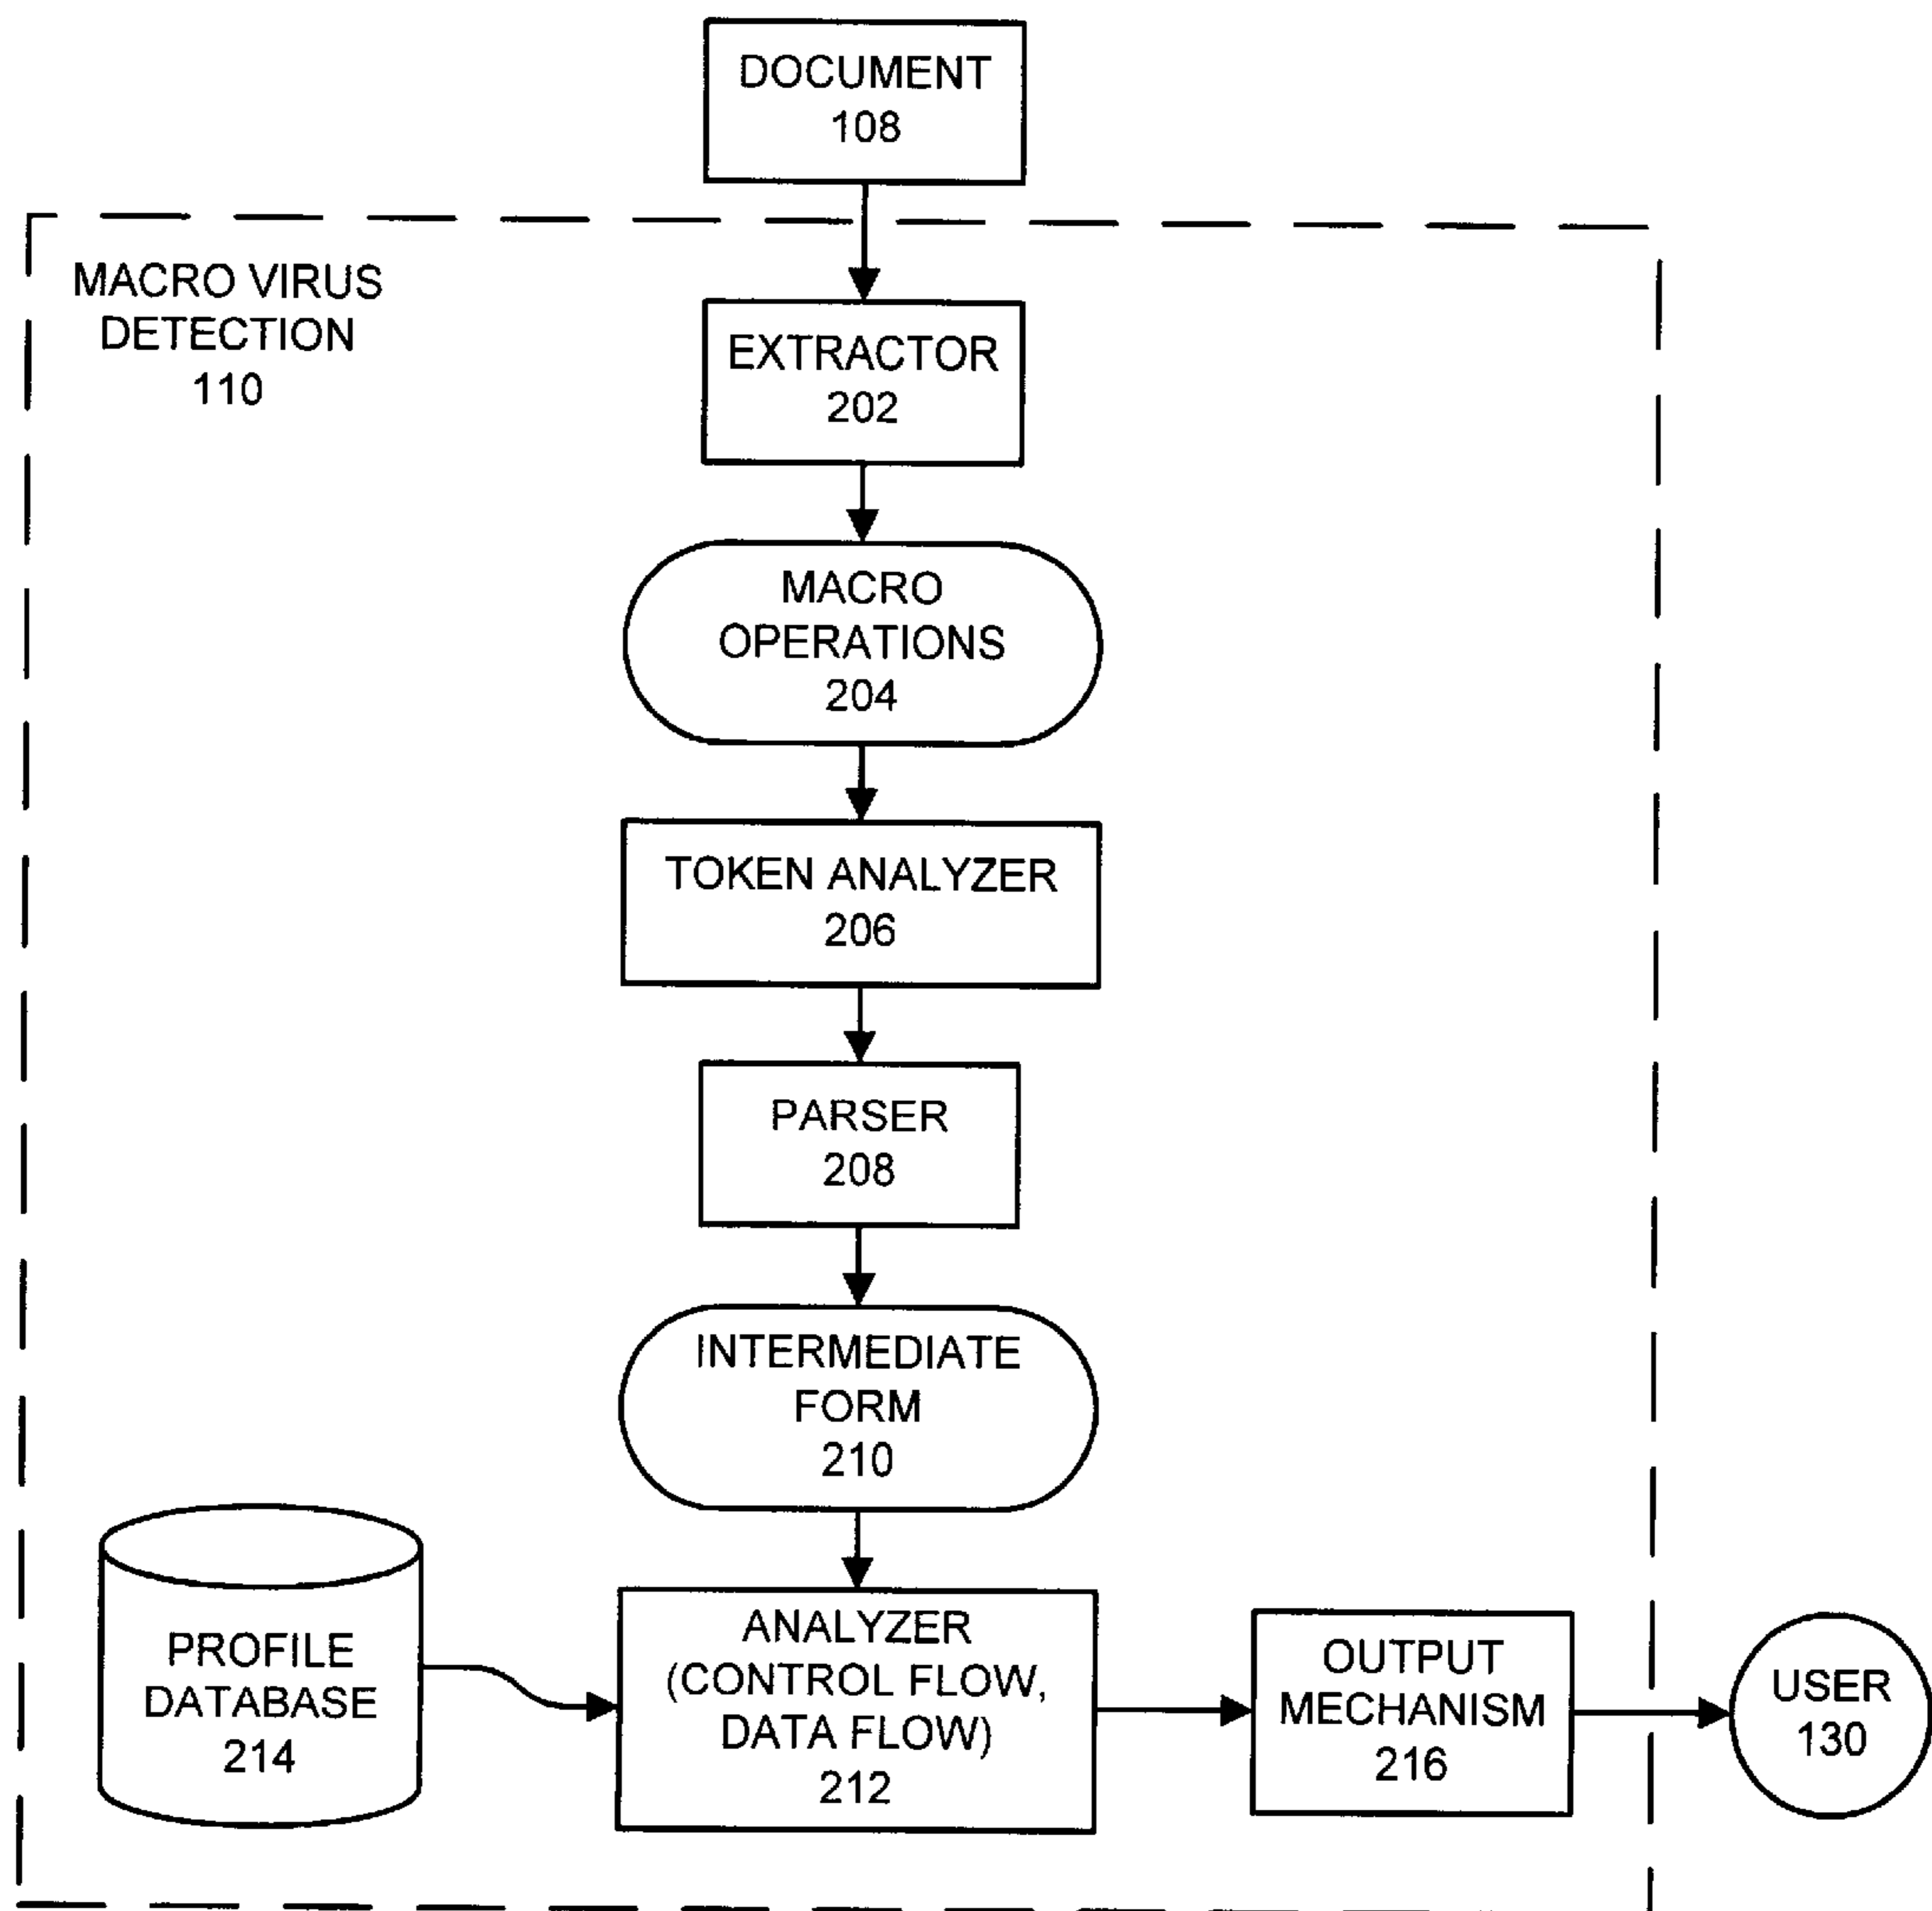 DOCUMENT
108
MACRO VIRUS
DETECTION
110
EXTRACTOR
202
MACRO
OPERATIONS
204
TOKEN ANALYZER
206
PARSER
208
INTERMEDIATE
FORM
210
PROFILE
DATABASE
214
ANALYZER
(CONTROL FLOW,
DATA FLOW)
212
OUTPUT
MECHANISM
216
USER
130